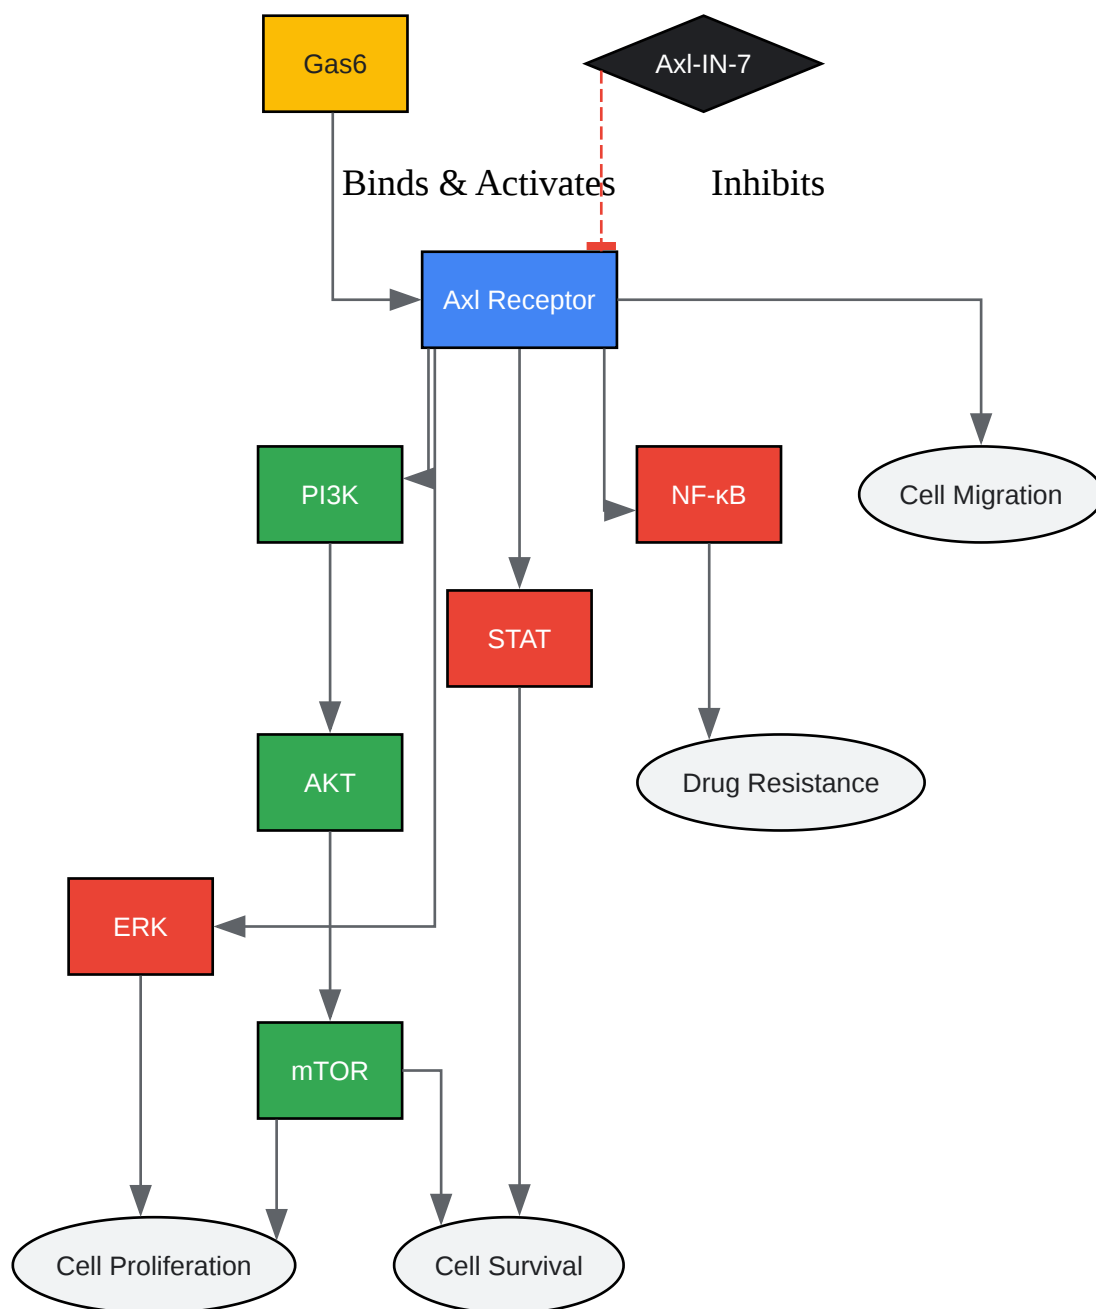 Gas6
Axl-IN-7
Binds & Activates
Inhibits
Axl Receptor
PI3K
NF-κB
Cell Migration
STAT
AKT
Drug Resistance
ERK
mTOR
Cell Proliferation
Cell Survival